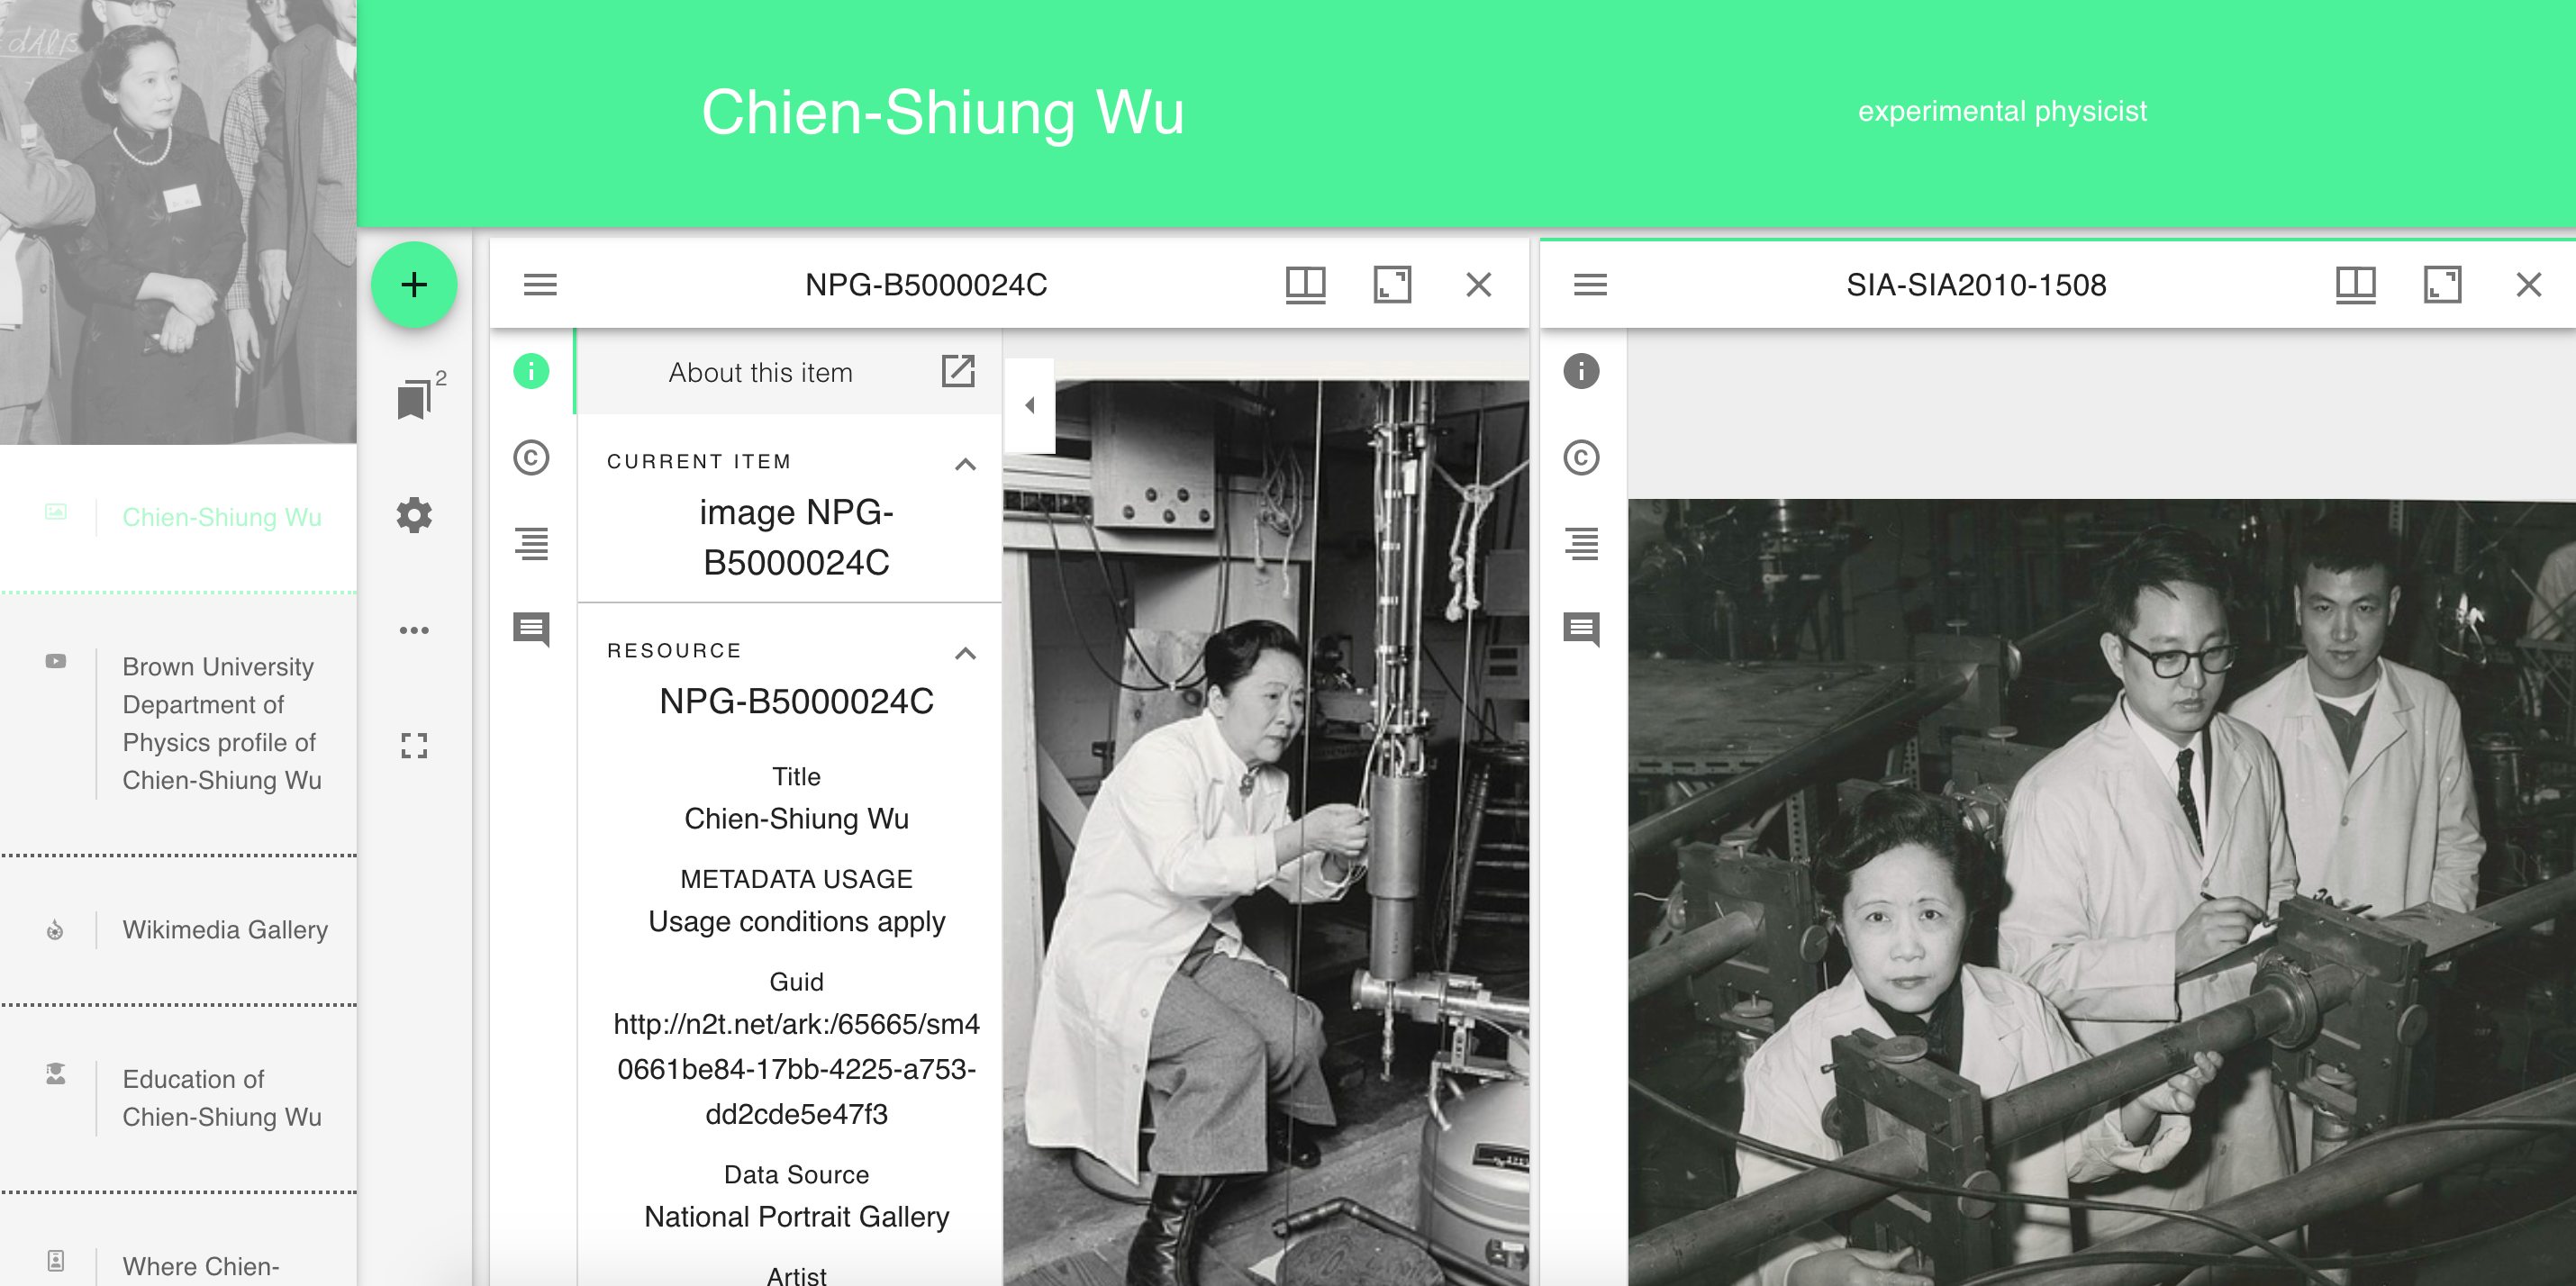 dAlB
Chien-Shiung Wu
experimental physicist
Chien-Shiung Wu
Brown University
Department of
Physics profile of
Chien-Shiung Wu
Wikimedia Gallery
Education of
Chien-Shiung Wu
Where Chien-
2
NPG-B5000024C
About this item
CURRENT ITEM
image NPG-
B5000024C
RESOURCE
NPG-B5000024C
Title
Chien-Shiung Wu
METADATA USAGE
Usage conditions apply
Guid
http://n2t.net/ark:/65665/sm4
0661be84-17bb-4225-a753-
dd2cde5e47f3
Data Source
National Portrait Gallery
Artist
SIA-SIA2010-1508